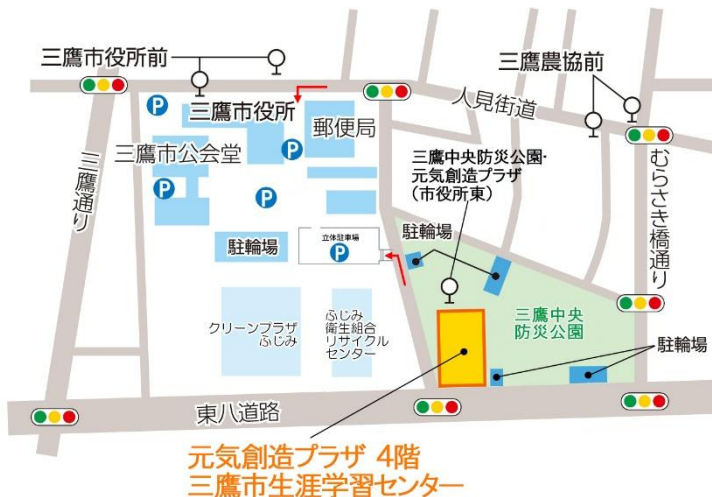 三鷹市役所前
三鷹農協前
三鷹市役所
人見街道
郵便局
三鷹市公会堂
三鷹中央防災公園・
元気創造プラザ
（市役所東）
むらさき橋通り
三鷹通り
P
P
P
P
駐輪場
駐輪場
立体駐車場
P
三鷹中央
防災公園
クリーンプラザ
ふじみ
ふじみ
衛生組合
リサイクル
センター
駐輪場
東八道路
元気創造プラザ 4階
三鷹市生涯学習センター